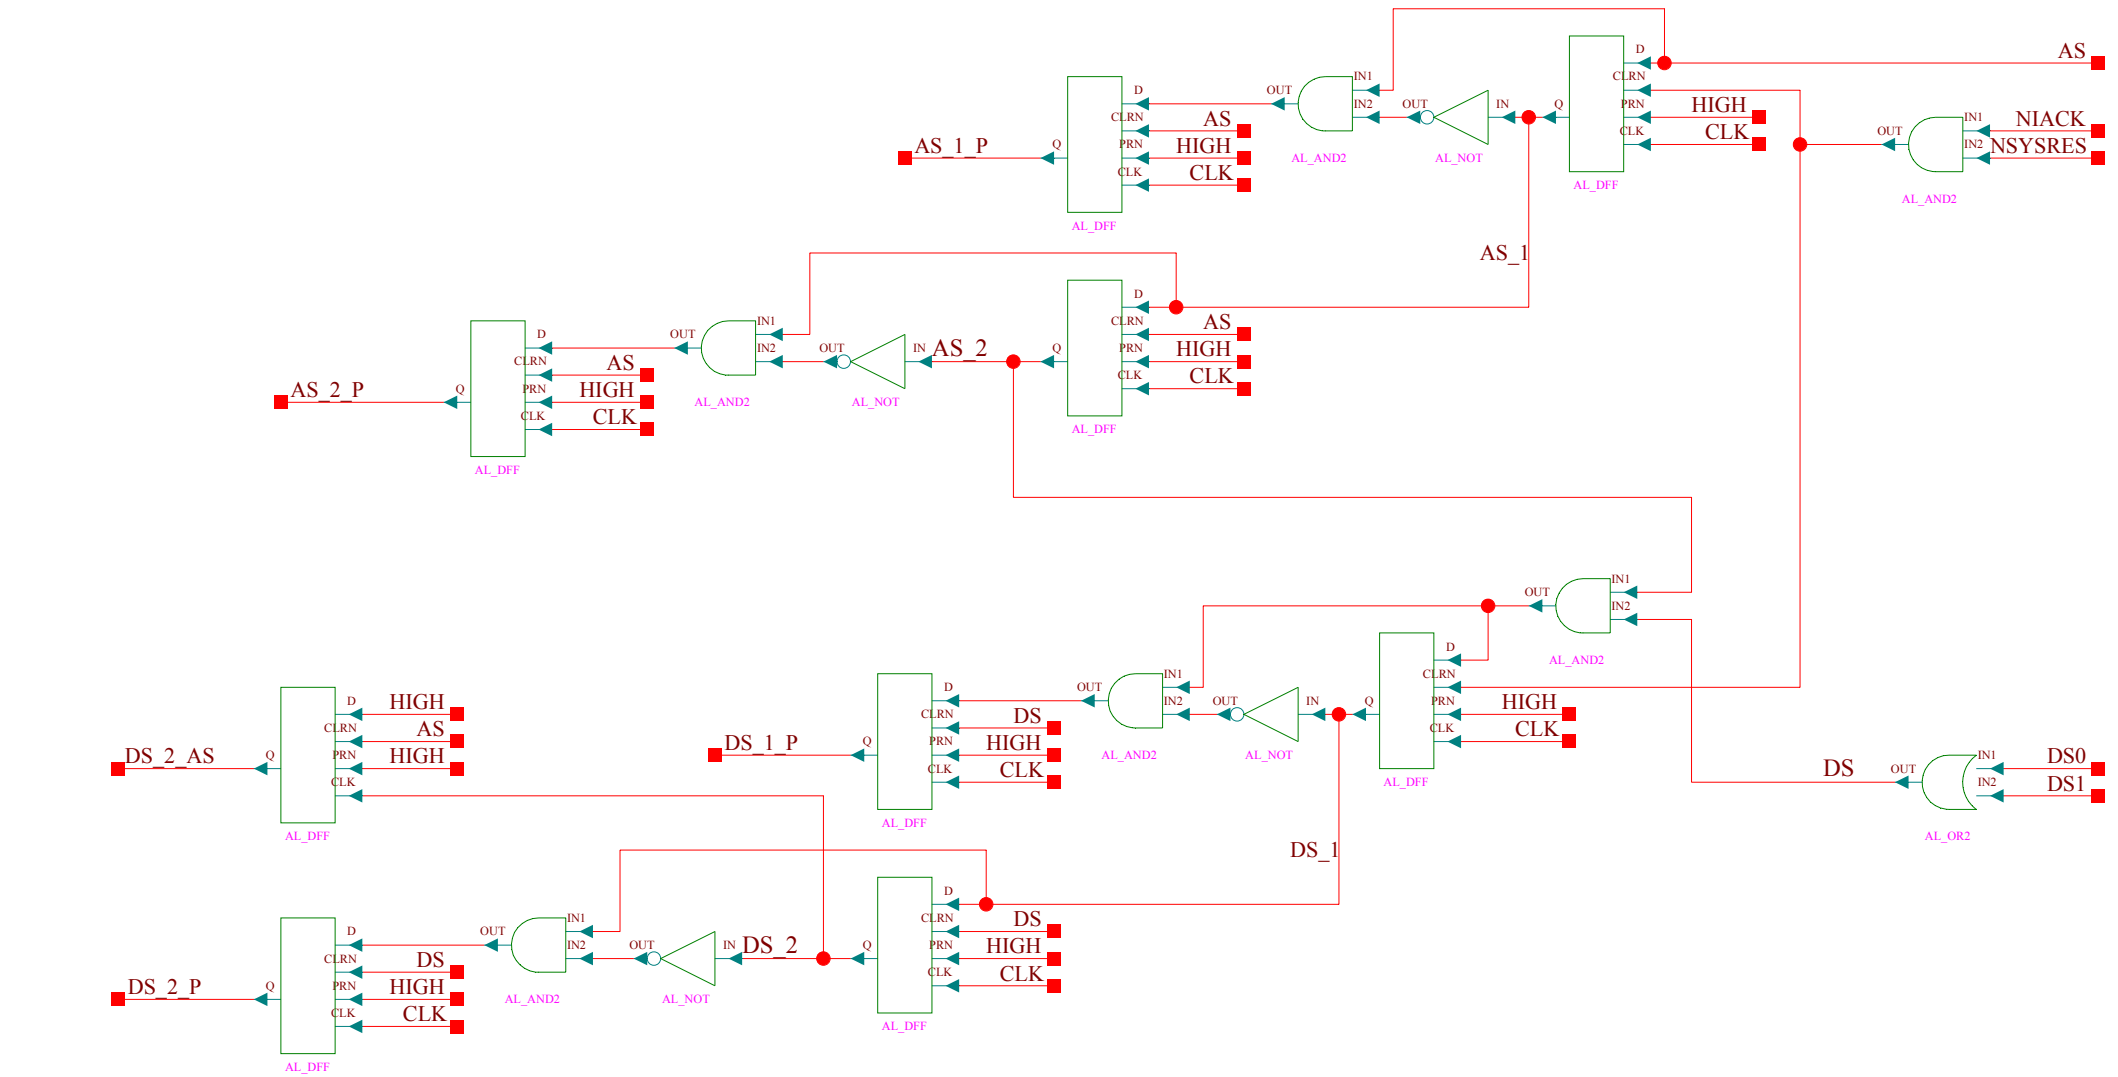 AS
D
CLRN
PRN
CLK
Q
HIGH
CLK
AL_DFF
NIACK
NSYSRES
IN1
IN2
OUT
AL_AND2
IN
OUT
AL_NOT
IN1
IN2
OUT
AL_AND2
D
CLRN
PRN
CLK
Q
AS
HIGH
CLK
AL_DFF
AS_1_P
AS_1
D
CLRN
PRN
CLK
Q
AS
HIGH
CLK
AL_DFF
AS_2
IN
OUT
AL_NOT
IN1
IN2
OUT
AL_AND2
D
CLRN
PRN
CLK
Q
AS
HIGH
CLK
AL_DFF
AS_2_P
IN1
IN2
OUT
AL_AND2
DS0
DS1
IN1
IN2
OUT
AL_OR2
DS
D
CLRN
PRN
CLK
Q
HIGH
CLK
AL_DFF
IN
OUT
AL_NOT
IN1
IN2
OUT
AL_AND2
D
CLRN
PRN
CLK
Q
DS
HIGH
CLK
AL_DFF
DS_1_P
D
CLRN
PRN
CLK
Q
HIGH
AS
HIGH
AL_DFF
DS_2_AS
DS_1
D
CLRN
PRN
CLK
Q
DS
HIGH
CLK
AL_DFF
DS_2
IN
OUT
AL_NOT
IN1
IN2
OUT
AL_AND2
D
CLRN
PRN
CLK
Q
DS
HIGH
CLK
AL_DFF
DS_2_P